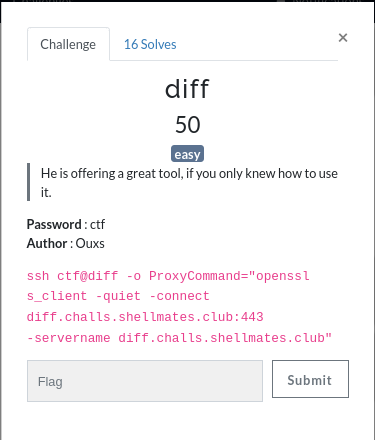 Challenge
16 Solves
×
diff
50
easy
He is offering a great tool, if you only knew how to use
it.
Password : ctf
Author : Ouxs
ssh ctf@diff -o ProxyCommand="openssl
s_client -quiet -connect
diff.challs.shellmates.club:443
-servername diff.challs.shellmates.club"
Flag
Submit